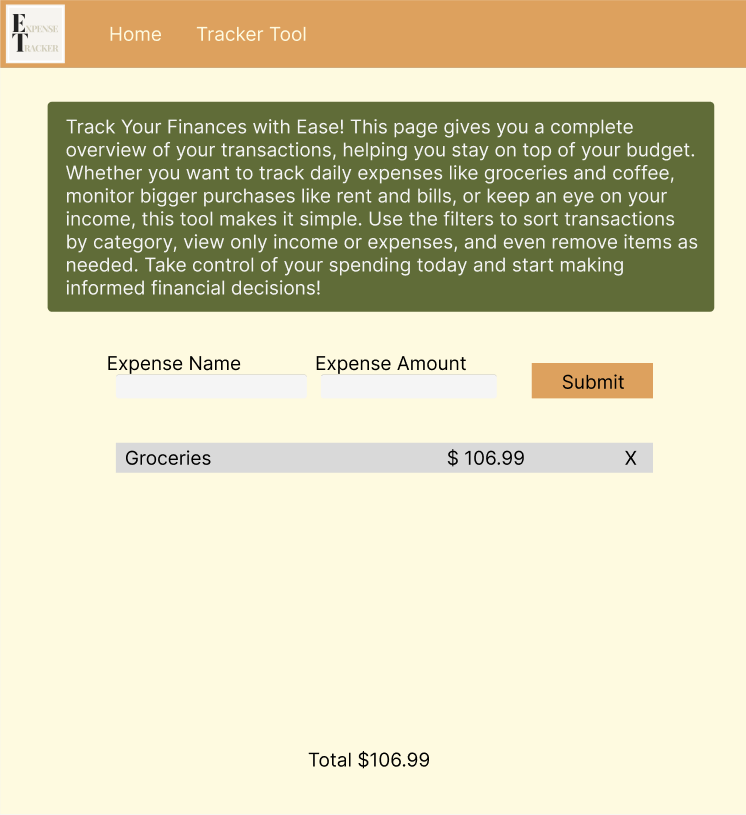 EXPENSE
TRACKER
Home Tracker Tool
Track Your Finances with Ease! This page gives you a complete
overview of your transactions, helping you stay on top of your budget.
Whether you want to track daily expenses like groceries and coffee,
monitor bigger purchases like rent and bills, or keep an eye on your
income, this tool makes it simple. Use the filters to sort transactions
by category, view only income or expenses, and even remove items as
needed. Take control of your spending today and start making
informed financial decisions!
Expense Name Expense Amount
Submit
Groceries $ 106.99 X
Total $106.99